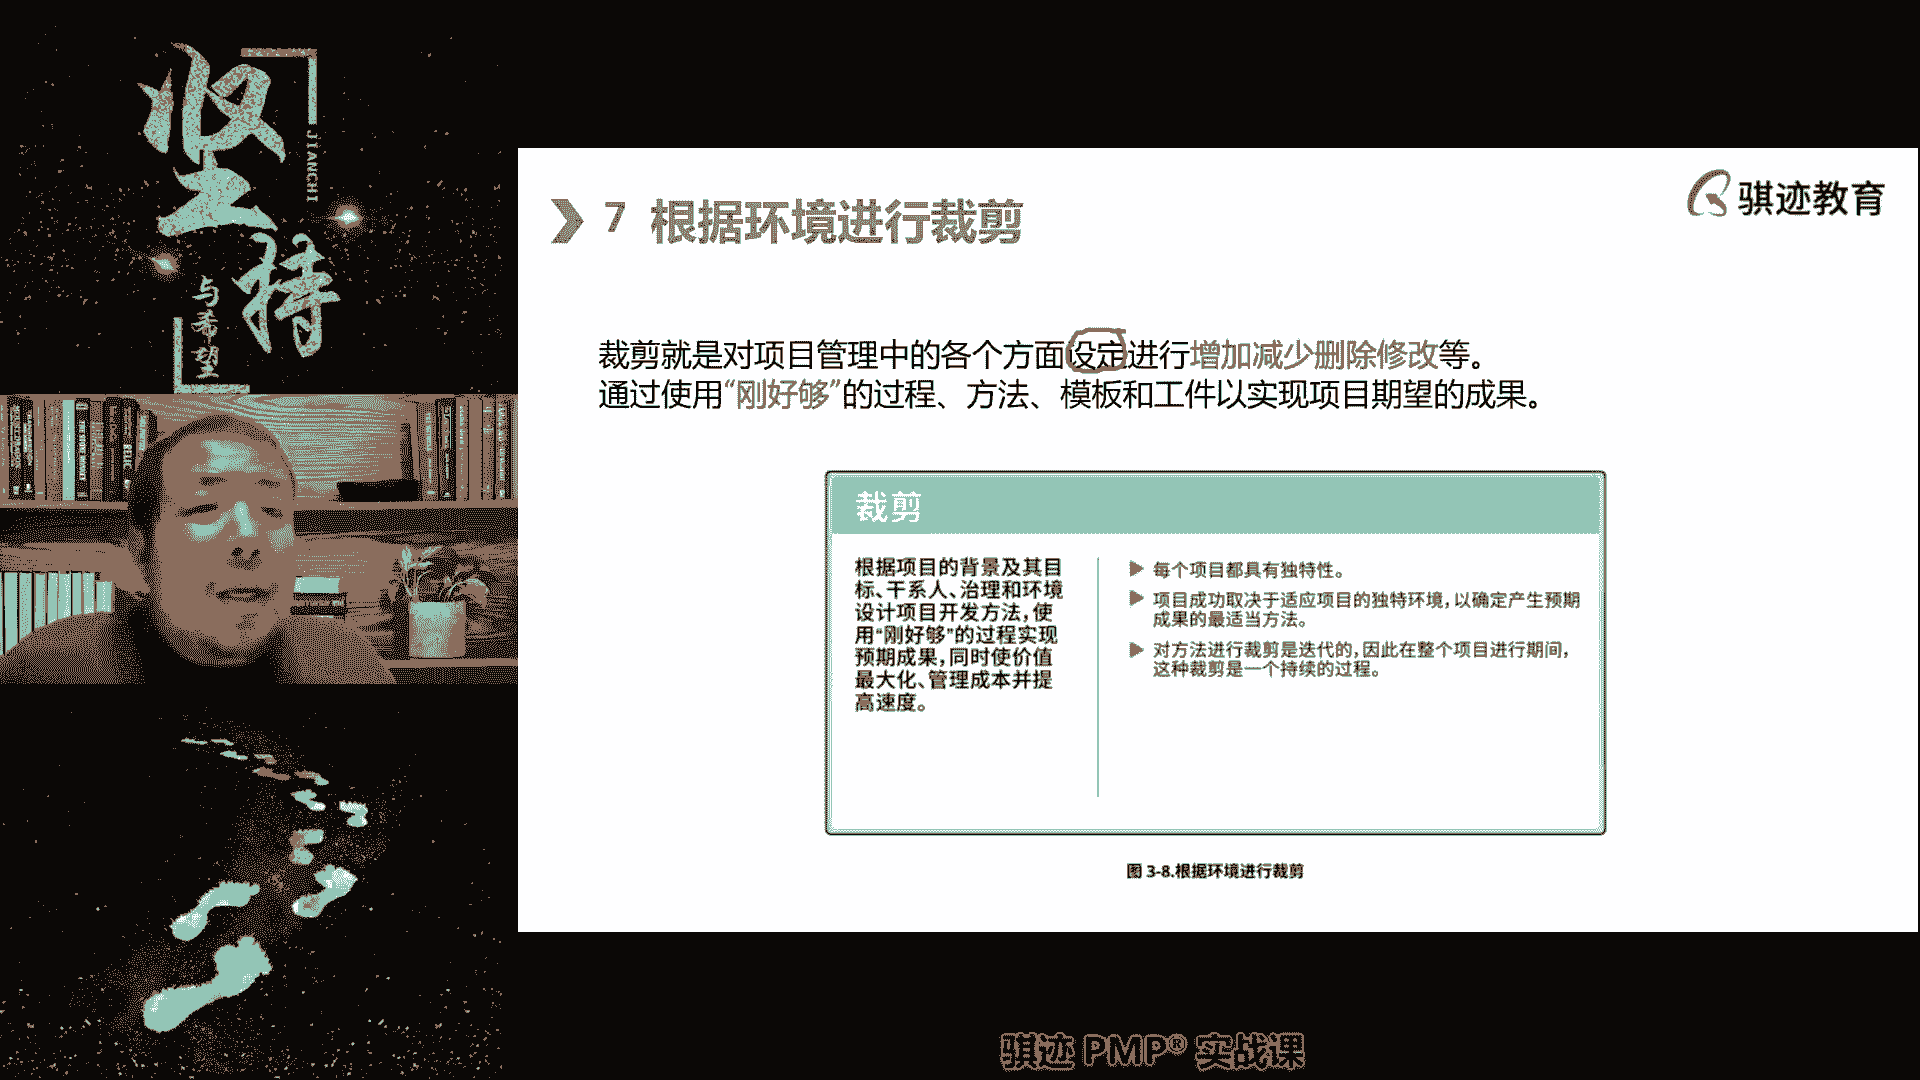 坚持
JIANCHI
与希望
骐迹教育
7 根据环境进行裁剪
裁剪就是对项目管理中的各个方面设定进行增加减少删除修改等。
通过使用“刚好够”的过程、方法、模板和工件以实现项目期望的成果。
裁剪
根据项目的背景及其目
标、干系人、治理和环境
设计项目开发方法，使
用“刚好够”的过程实现
预期成果，同时使价值
最大化、管理成本并提
高速度。
每个项目都具有独特性。
项目成功取决于适应项目的独特环境，以确定产生预期
成果的最适当方法。
对方法进行裁剪是迭代的，因此在整个项目进行期间，
这种裁剪是一个持续的过程。
图 3-8.根据环境进行裁剪
骐迹 PMP® 实战课